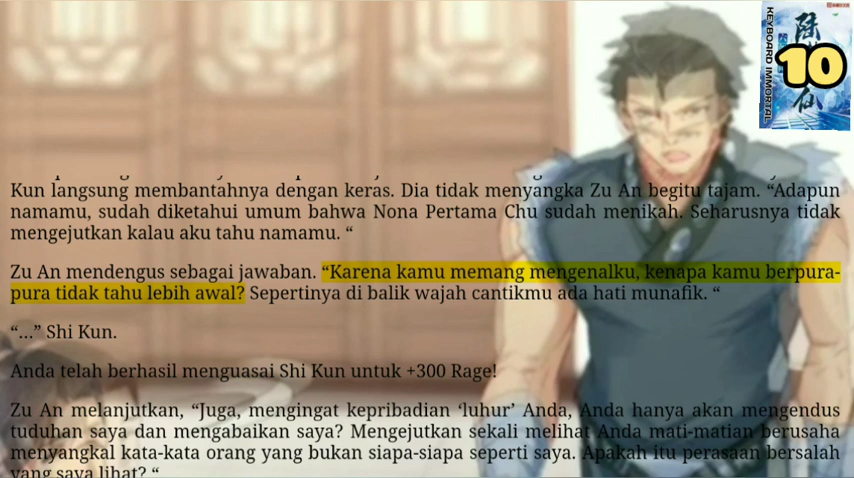 陆
仙
KEYBOARD IMMORTAL
10
Kun langsung membantahnya dengan keras. Dia tidak menyangka Zu An begitu tajam. “Adapun
namamu, sudah diketahui umum bahwa Nona Pertama Chu sudah menikah. Seharusnya tidak
mengejutkan kalau aku tahu namamu. “
Zu An mendengus sebagai jawaban. “Karena kamu memang mengenalku, kenapa kamu berpura-
pura tidak tahu lebih awal? Sepertinya di balik wajah cantikmu ada hati munafik. “
“…” Shi Kun.
Anda telah berhasil menguasai Shi Kun untuk +300 Rage!
Zu An melanjutkan, “Juga, mengingat kepribadian ‘luhur’ Anda, Anda hanya akan mengendus
tuduhan saya dan mengabaikan saya? Mengejutkan sekali melihat Anda mati-matian berusaha
menyangkal kata-kata orang yang bukan siapa-siapa seperti saya. Apakah itu perasaan bersalah
yang saya lihat? “